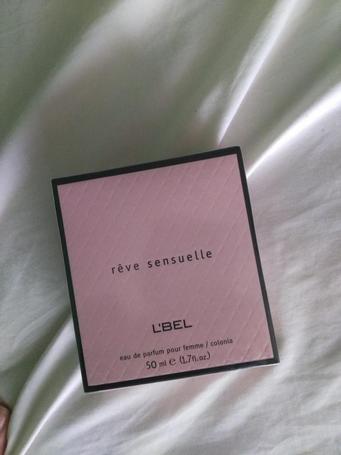 rêve sensuelle
L'BEL
eau de parfum pour femme / colonia
50 ml e (1.7fl.oz.)